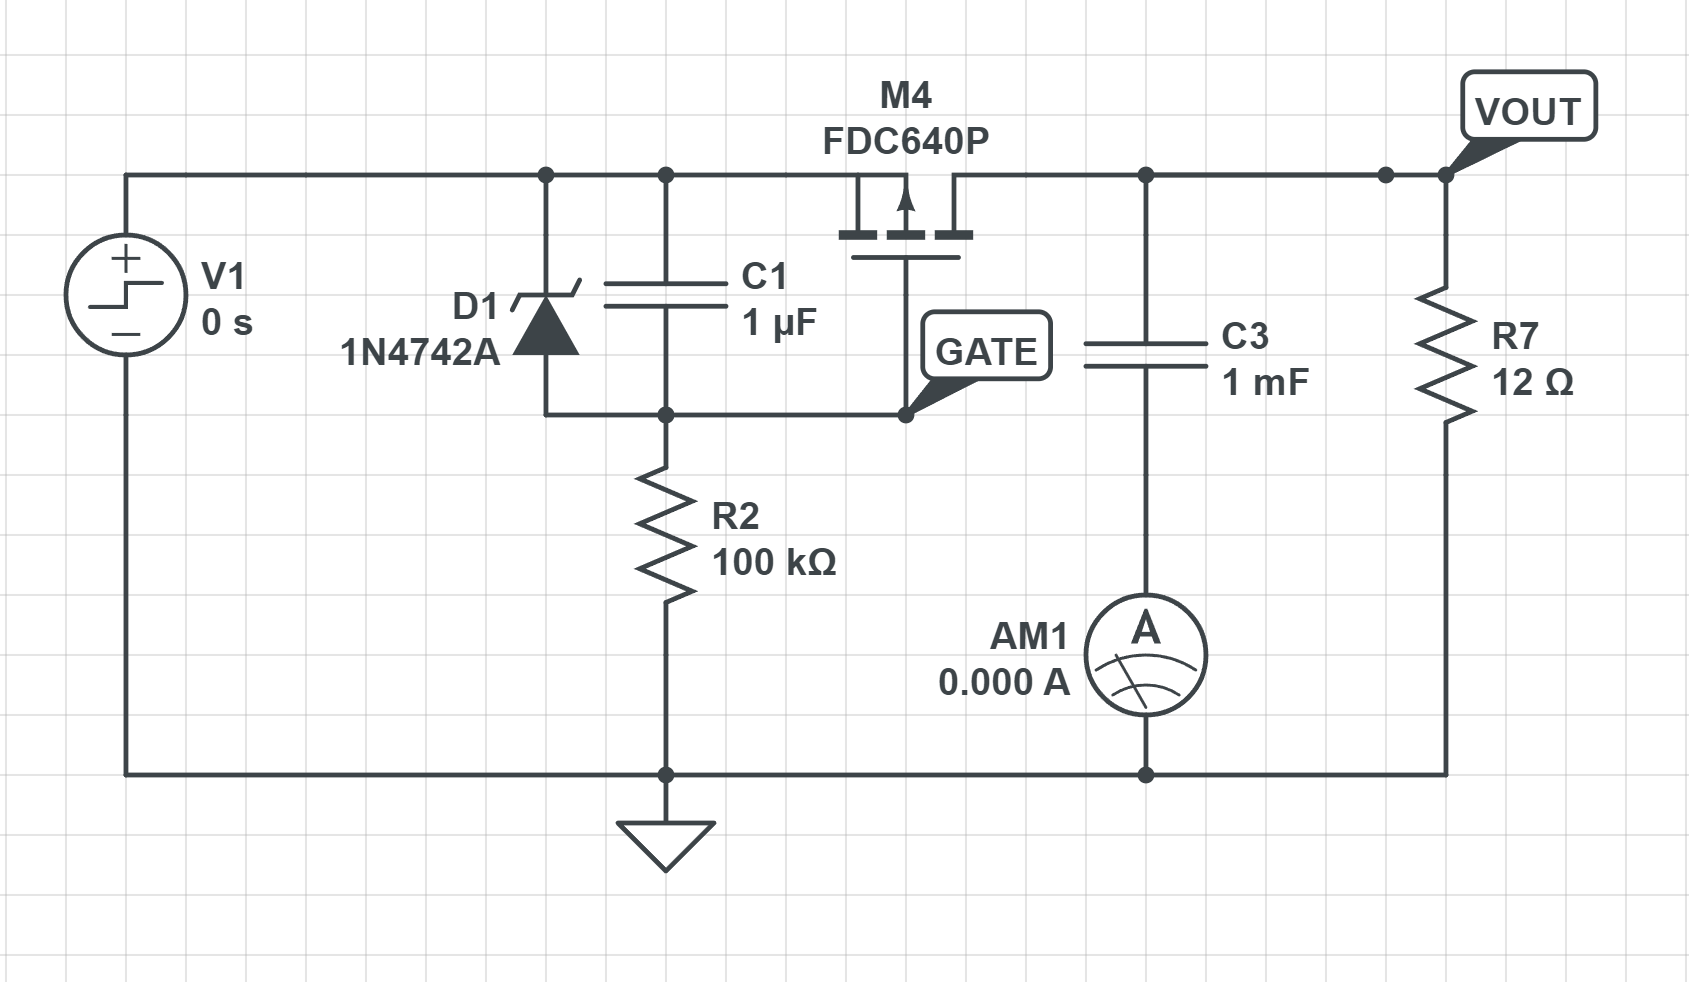 M4
FDC640P
VOUT
V1
0 s
D1
1N4742A
C1
1 µF
GATE
C3
1 mF
R7
12 Ω
R2
100 kΩ
AM1
0.000 A
A